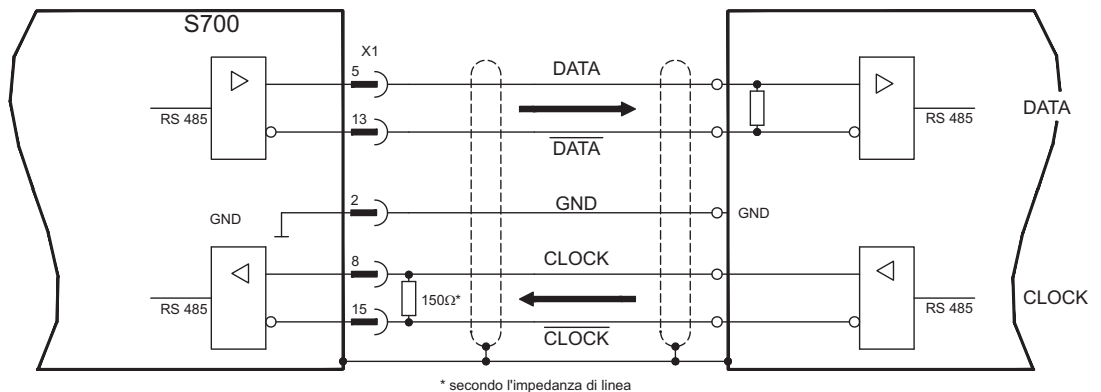 S700
X1
5
DATA
DATA
RS 485
13
RS 485
DATA
2
GND
GND
GND
8
CLOCK
150Ω*
CLOCK
RS 485
15
RS 485
CLOCK
* secondo l'impedanza di linea